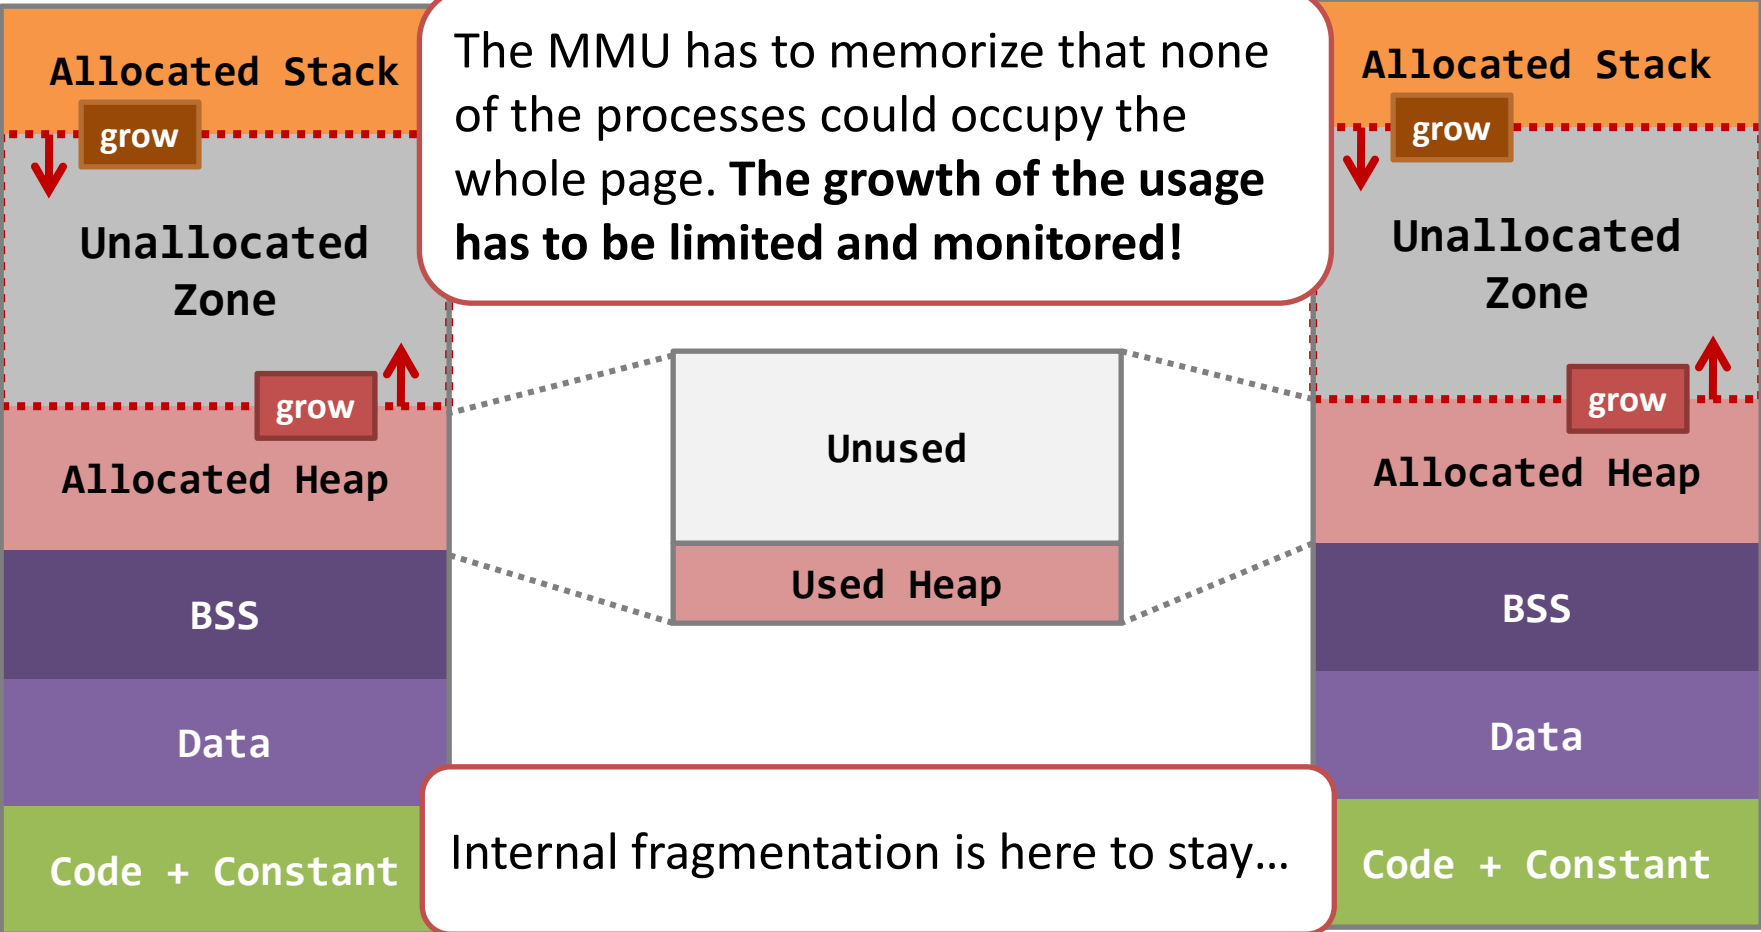 Allocated Stack
grow
Unallocated
Zone
grow
Allocated Heap
BSS
Data
Code + Constant
The MMU has to memorize that none
of the processes could occupy the
whole page. The growth of the usage
has to be limited and monitored!
Unused
Used Heap
Internal fragmentation is here to stay…
Allocated Stack
grow
Unallocated
Zone
grow
Allocated Heap
BSS
Data
Code + Constant